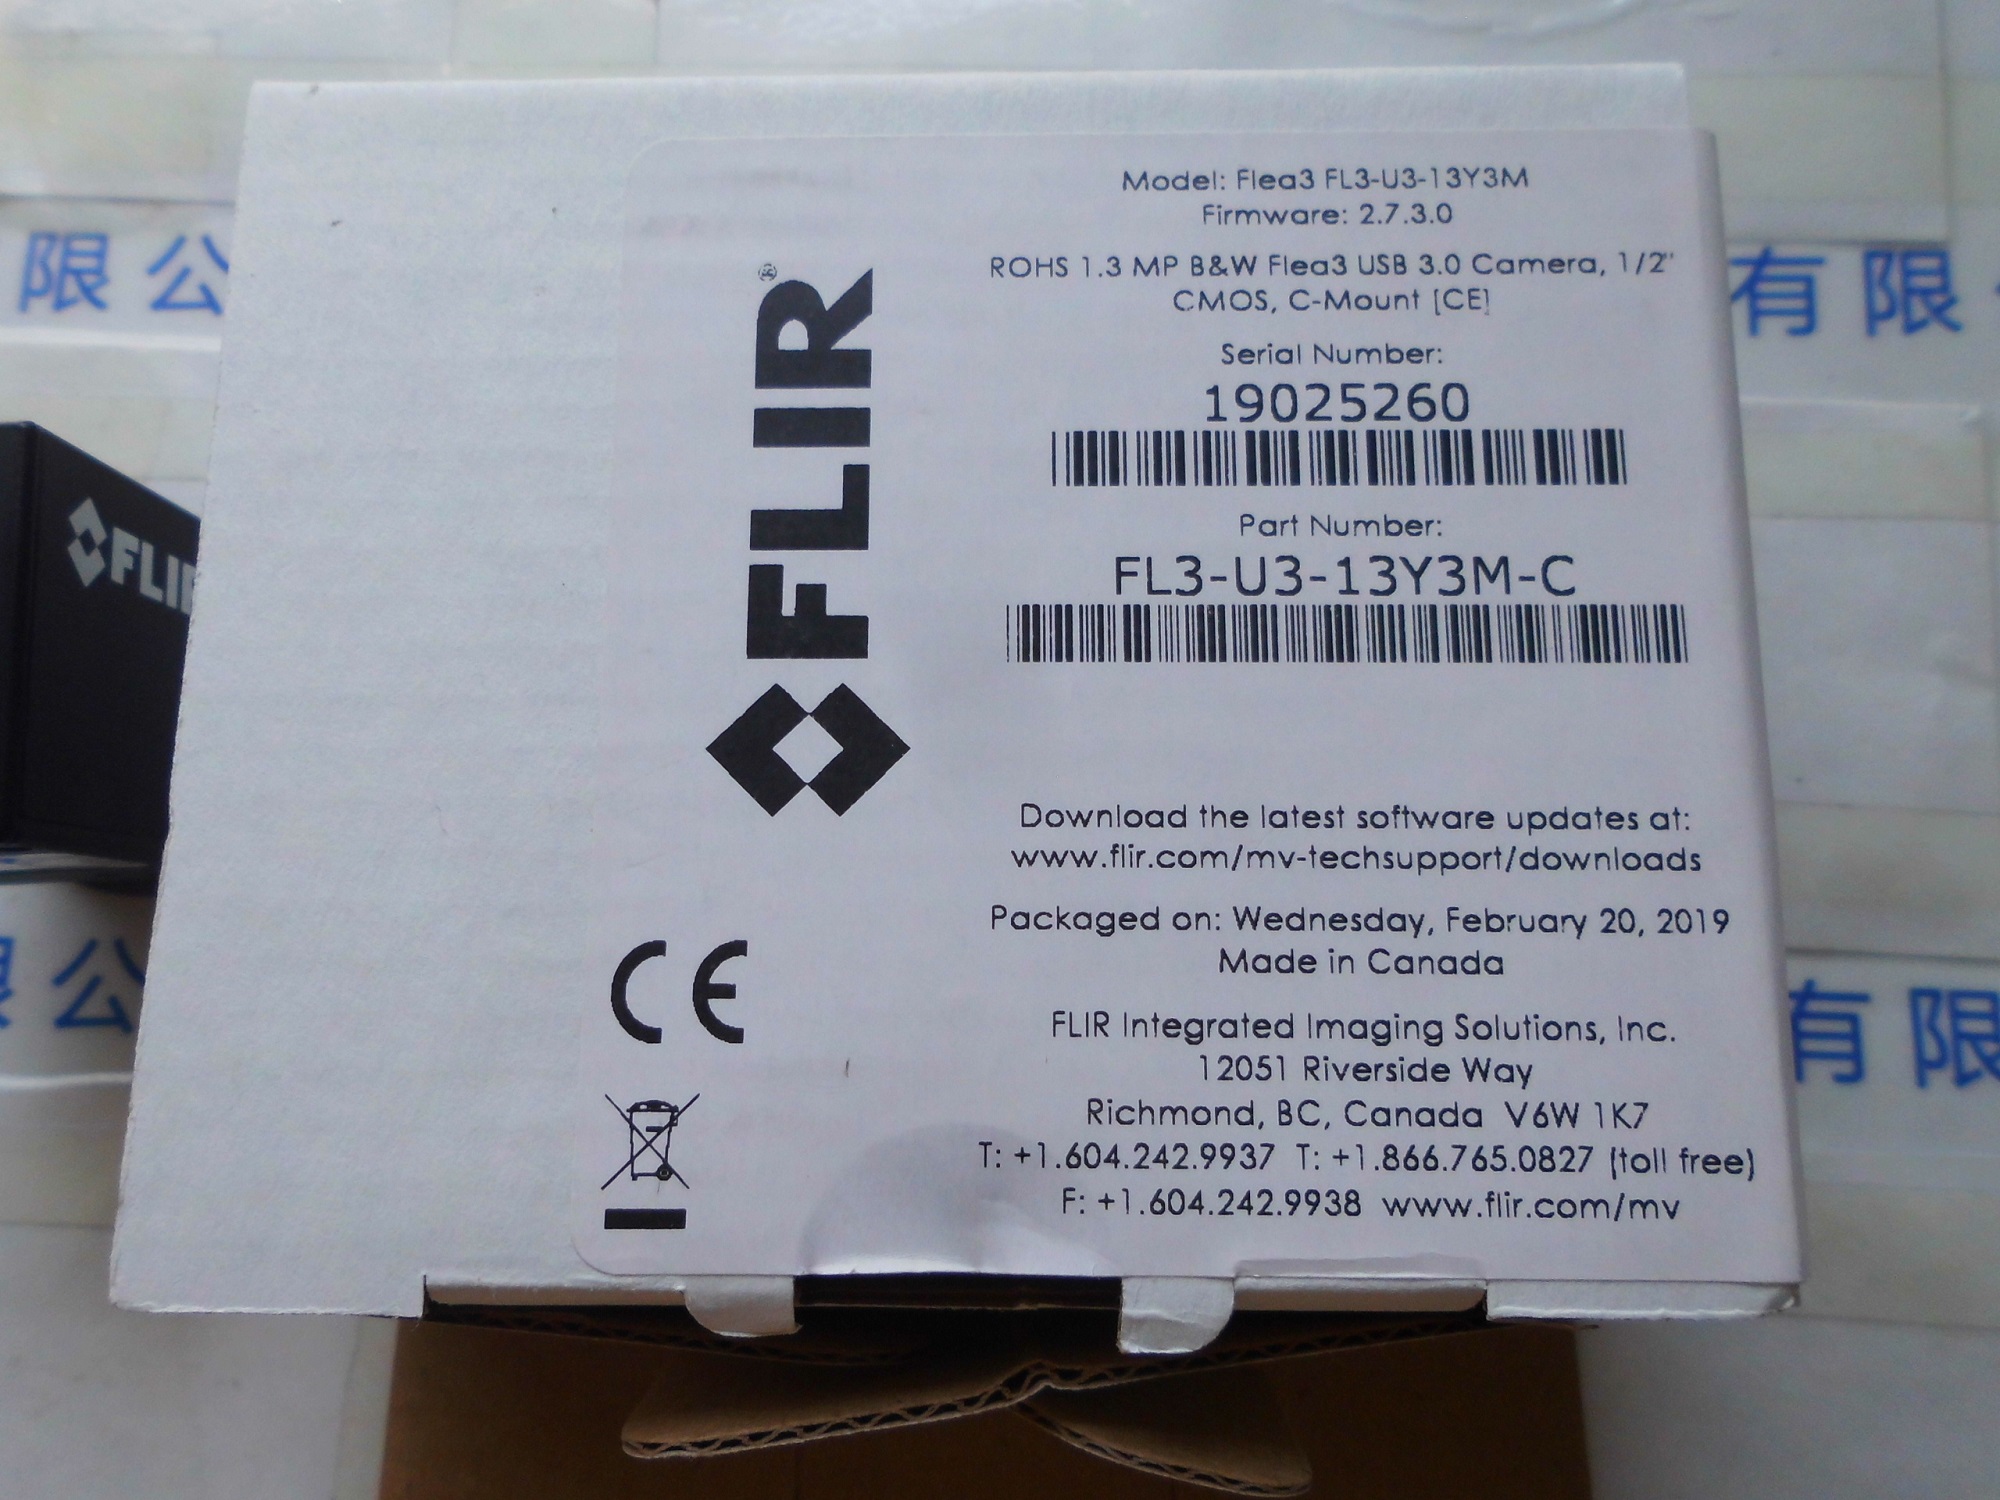 Model: Flea3 FL3-U3-13Y3M
Firmware: 2.7.3.0
ROHS 1.3 MP B&W Flea3 USB 3.0 Camera, 1/2"
CMOS, C-Mount [CE]
Serial Number:
19025260
Part Number:
FL3-U3-13Y3M-C
FLIR®
Download the latest software updates at:
www.flir.com/mv-techsupport/downloads
Packaged on: Wednesday, February 20, 2019
Made in Canada
CE
FLIR Integrated Imaging Solutions, Inc.
12051 Riverside Way
Richmond, BC, Canada V6W 1K7
T: +1.604.242.9937 T: +1.866.765.0827 (toll free)
F: +1.604.242.9938 www.flir.com/mv
FLIR
限公
有限
限公
有限